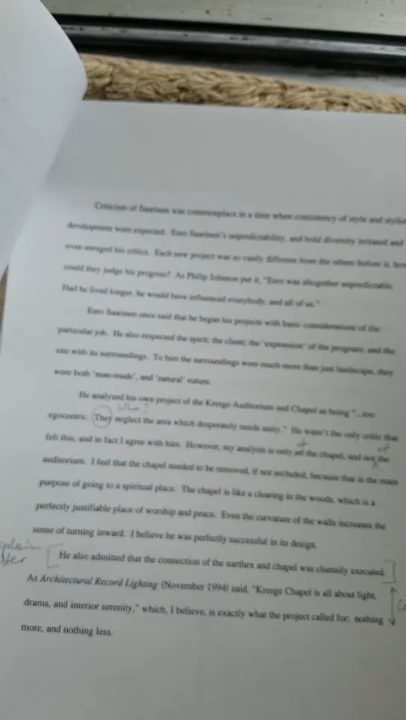 Criticism of Saarinen was commonplace in a time when consistency of style and stylistic
development were expected. Eero Saarinen's unpredictability, and bold diversity irritated and
even enraged his critics. Each new project was so vastly different from the others before it, how
could they judge his progress? As Philip Johnson put it, "Eero was altogether unpredictable.
Had he lived longer, he would have influenced everybody, and all of us."
Eero Saarinen once said that he began his projects with basic considerations of the
particular job. He also respected the spirit; the client; the 'expression' of the program; and the
site with its surroundings. To him the surroundings were much more than just landscape, they
were both 'man-made', and 'natural' nature.
He analyzed his own project of the Kresge Auditorium and Chapel as being "...too
Who?
egocentric. They neglect the area which desperately needs unity." He wasn't the only critic that
of of
felt this, and in fact I agree with him. However, my analysis is only of the chapel, and not the
auditorium. I feel that the chapel needed to be removed, if not secluded, because that is the main
purpose of going to a spiritual place. The chapel is like a clearing in the woods, which is a
perfectly justifiable place of worship and peace. Even the curvature of the walls increases the
sense of turning inward. I believe he was perfectly successful in its design.
He also admitted that the connection of the narthex and chapel was clumsily executed.
As Architectural Record Lighting (November 1994) said, "Kresge Chapel is all about light,
drama, and interior serenity," which, I believe, is exactly what the project called for; nothing
more, and nothing less.